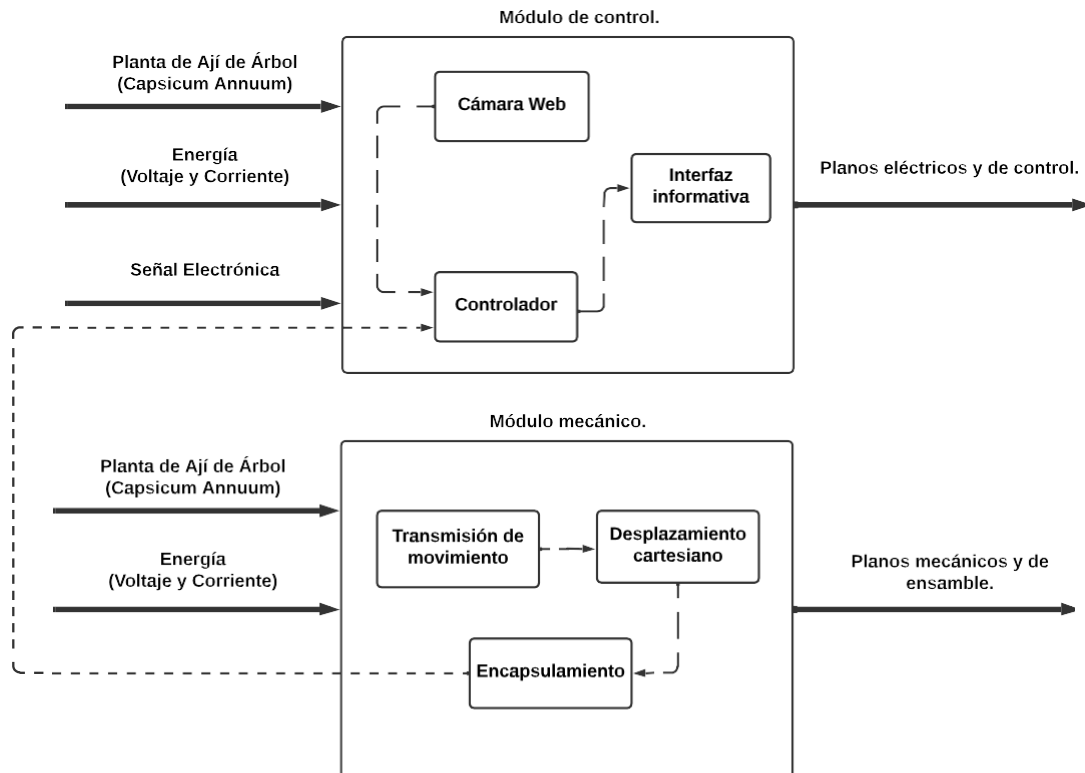 Módulo de control.
Planta de Ají de Árbol
(Capsicum Annuum)
Energía
(Voltaje y Corriente)
Señal Electrónica
Cámara Web
Interfaz
informativa
Controlador
Planos eléctricos y de control.
Módulo mecánico.
Planta de Ají de Árbol
(Capsicum Annuum)
Energía
(Voltaje y Corriente)
Transmisión de
movimiento
Desplazamiento
cartesiano
Encapsulamiento
Planos mecánicos y de
ensamble.